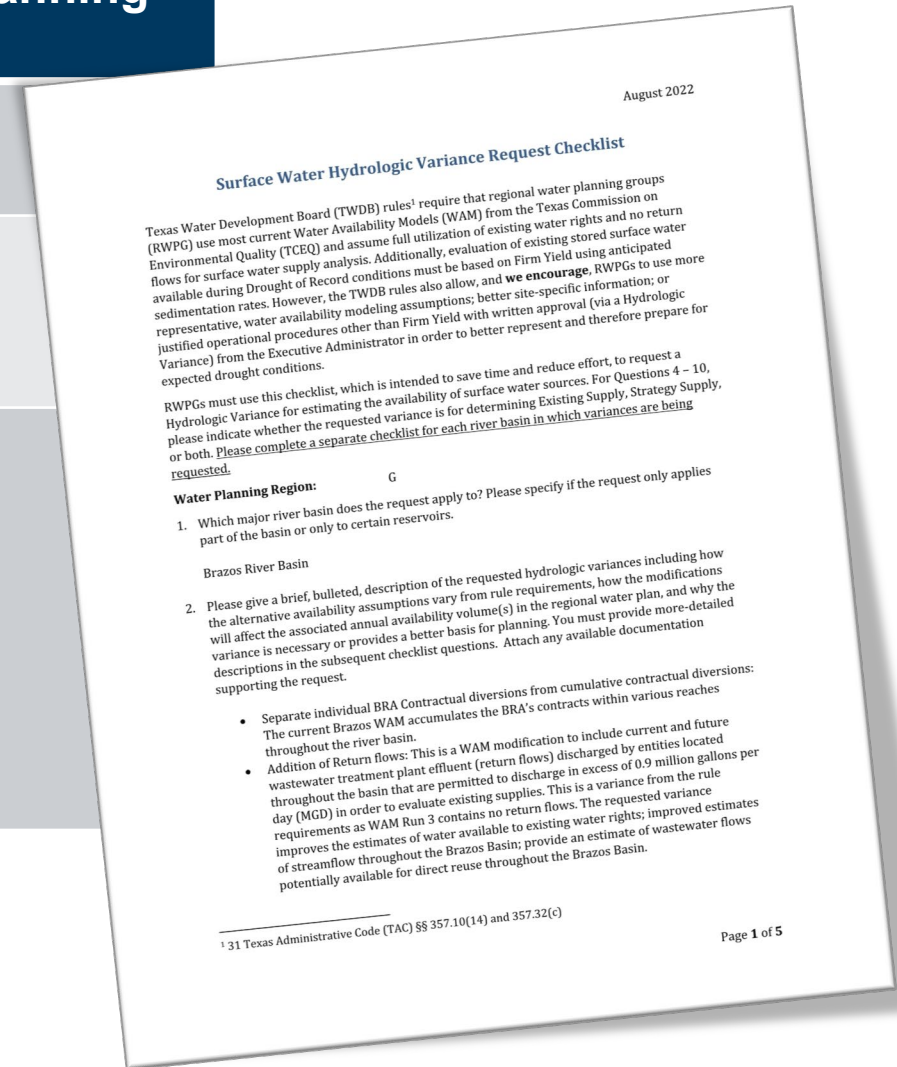 August 2022
Surface Water Hydrologic Variance Request Checklist
Texas Water Development Board (TWDB) rules¹ require that regional water planning groups
(RWPG) use most current Water Availability Models (WAM) from the Texas Commission on
Environmental Quality (TCEQ) and assume full utilization of existing water rights and no return
flows for surface water supply analysis. Additionally, evaluation of existing stored surface water
available during Drought of Record conditions must be based on Firm Yield using anticipated
sedimentation rates. However, the TWDB rules also allow, and we encourage, RWPGs to use more
representative, water availability modeling assumptions; better site-specific information; or
justified operational procedures other than Firm Yield with written approval (via a Hydrologic
Variance) from the Executive Administrator in order to better represent and therefore prepare for
expected drought conditions.
RWPGs must use this checklist, which is intended to save time and reduce effort, to request a
Hydrologic Variance for estimating the availability of surface water sources. For Questions 4 – 10,
please indicate whether the requested variance is for determining Existing Supply, Strategy Supply,
or both. Please complete a separate checklist for each river basin in which variances are being
requested.
Water Planning Region: G
1. Which major river basin does the request apply to? Please specify if the request only applies
part of the basin or only to certain reservoirs.
Brazos River Basin
2. Please give a brief, bulleted, description of the requested hydrologic variances including how
the alternative availability assumptions vary from rule requirements, how the modifications
will affect the associated annual availability volume(s) in the regional water plan, and why the
variance is necessary or provides a better basis for planning. You must provide more-detailed
descriptions in the subsequent checklist questions. Attach any available documentation
supporting the request.
• Separate individual BRA Contractual diversions from cumulative contractual diversions:
The current Brazos WAM accumulates the BRA's contracts within various reaches
throughout the river basin.
• Addition of Return flows: This is a WAM modification to include current and future
wastewater treatment plant effluent (return flows) discharged by entities located
throughout the basin that are permitted to discharge in excess of 0.9 million gallons per
day (MGD) in order to evaluate existing supplies. This is a variance from the rule
requirements as WAM Run 3 contains no return flows. The requested variance
improves the estimates of water available to existing water rights; improved estimates
of streamflow throughout the Brazos Basin; provide an estimate of wastewater flows
potentially available for direct reuse throughout the Brazos Basin.
¹ 31 Texas Administrative Code (TAC) §§ 357.10(14) and 357.32(c)
Page 1 of 5